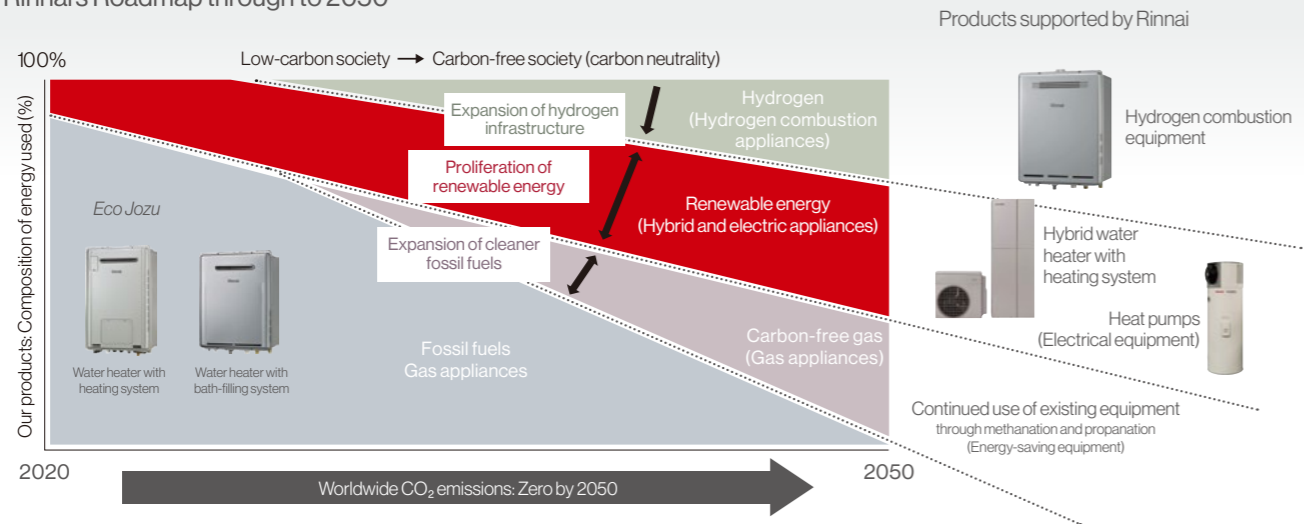 Rinnai's Roadmap through to 2050
Products supported by Rinnai
100%
Low-carbon society → Carbon-free society (carbon neutrality)
Our products: Composition of energy used (%)
Expansion of hydrogen
infrastructure
Hydrogen
(Hydrogen combustion
appliances)
Hydrogen combustion
equipment
Proliferation of
renewable energy
Renewable energy
(Hybrid and electric appliances)
Eco Jozu
Expansion of cleaner
fossil fuels
Hybrid water
heater with
heating system
Heat pumps
(Electrical equipment)
Water heater with
heating system
Water heater with
bath-filling system
Fossil fuels
Gas appliances
Carbon-free gas
(Gas appliances)
Continued use of existing equipment
through methanation and propanation
(Energy-saving equipment)
2020
2050
Worldwide CO₂ emissions: Zero by 2050